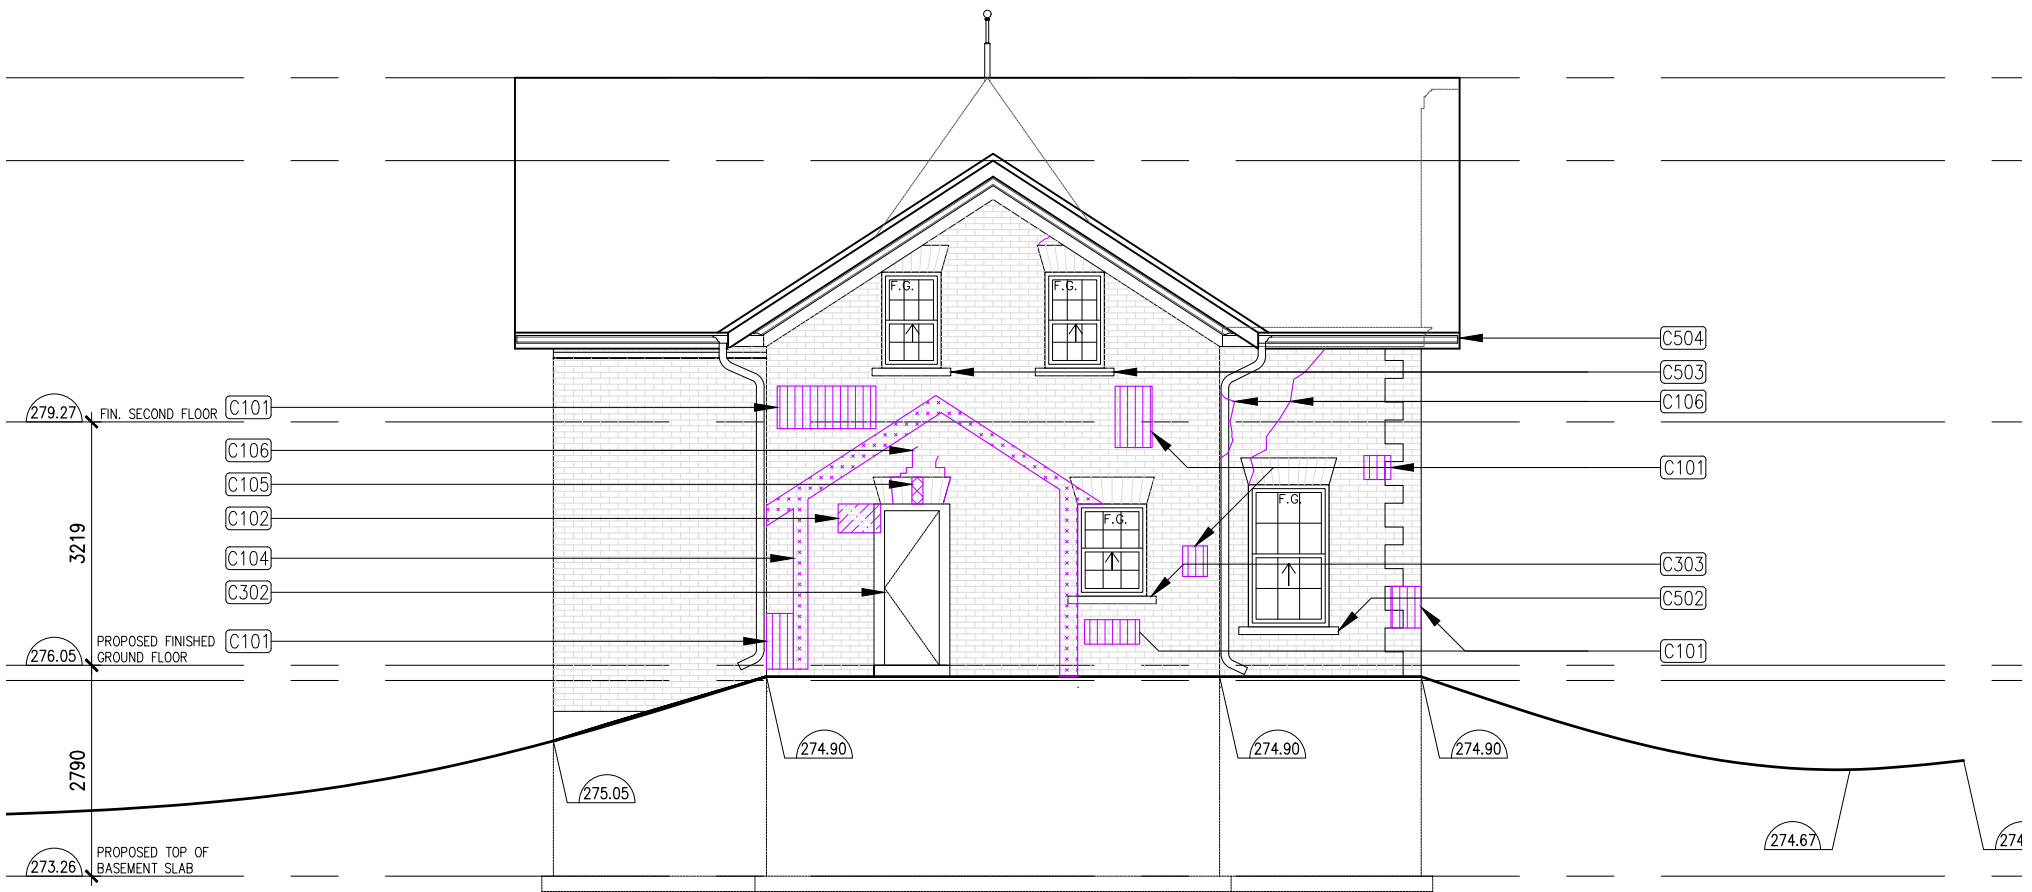 F.G.
F.G.
C504
C503
279.27
FIN. SECOND FLOOR
C101
C106
C106
C101
C105
F.G.
C102
F.G.
3219
C104
C303
C302
C502
276.05
PROPOSED FINISHED
GROUND FLOOR
C101
C101
274.90
274.90
274.90
2790
275.05
274.67
274
273.26
PROPOSED TOP OF
BASEMENT SLAB